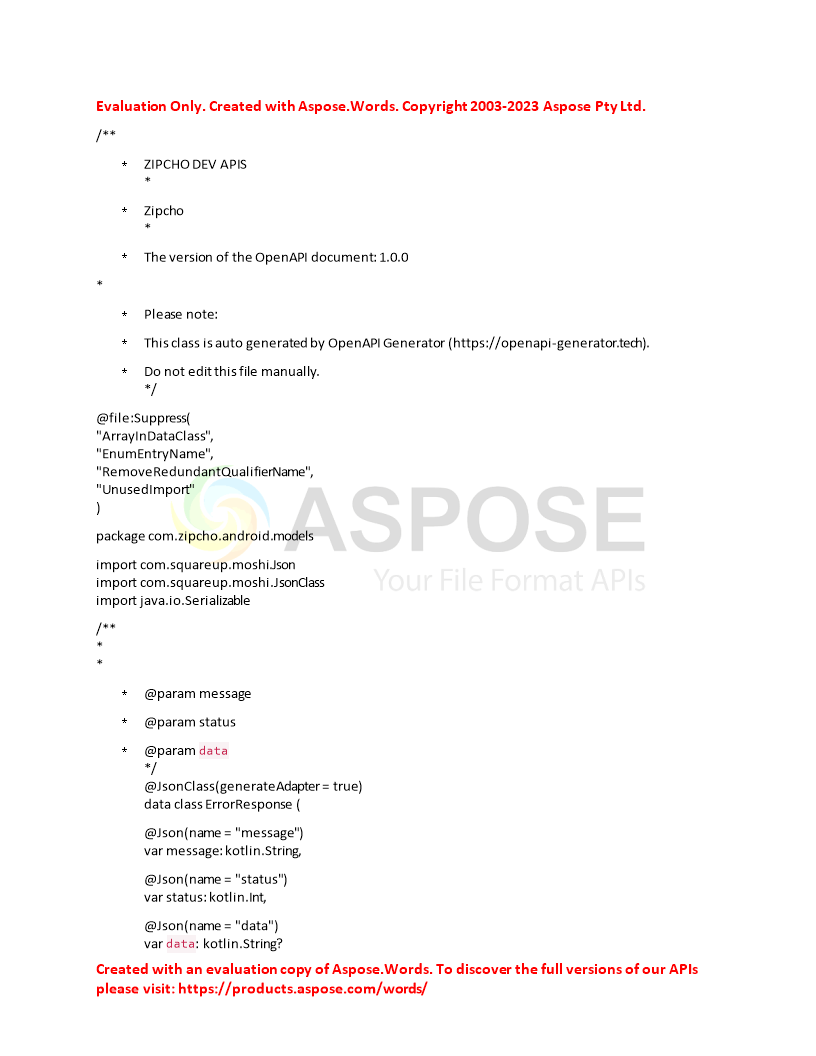 Evaluation Only. Created with Aspose.Words. Copyright 2003-2023 Aspose Pty Ltd.
/**
* ZIPCHO DEV APIS
*
* Zipcho
*
* The version of the OpenAPI document: 1.0.0
*
* Please note:
* This class is auto generated by OpenAPI Generator (https://openapi-generator.tech).
* Do not edit this file manually.
*/
@file:Suppress(
"ArrayInDataClass",
"EnumEntryName",
"RemoveRedundantQualifierName",
"UnusedImport"
)
ASPOSE
package com.zipcho.android.models
import com.squareup.moshi.Json
Your File Format APIs
import com.squareup.moshi.JsonClass
import java.io.Serializable
/**
*
*
* @param message
* @param status
* @param data
*/
@JsonClass(generateAdapter = true)
data class ErrorResponse (
@Json(name = "message")
var message: kotlin.String,
@Json(name = "status")
var status: kotlin.Int,
@Json(name = "data")
var data: kotlin.String?
Created with an evaluation copy of Aspose.Words. To discover the full versions of our APIs
please visit: https://products.aspose.com/words/